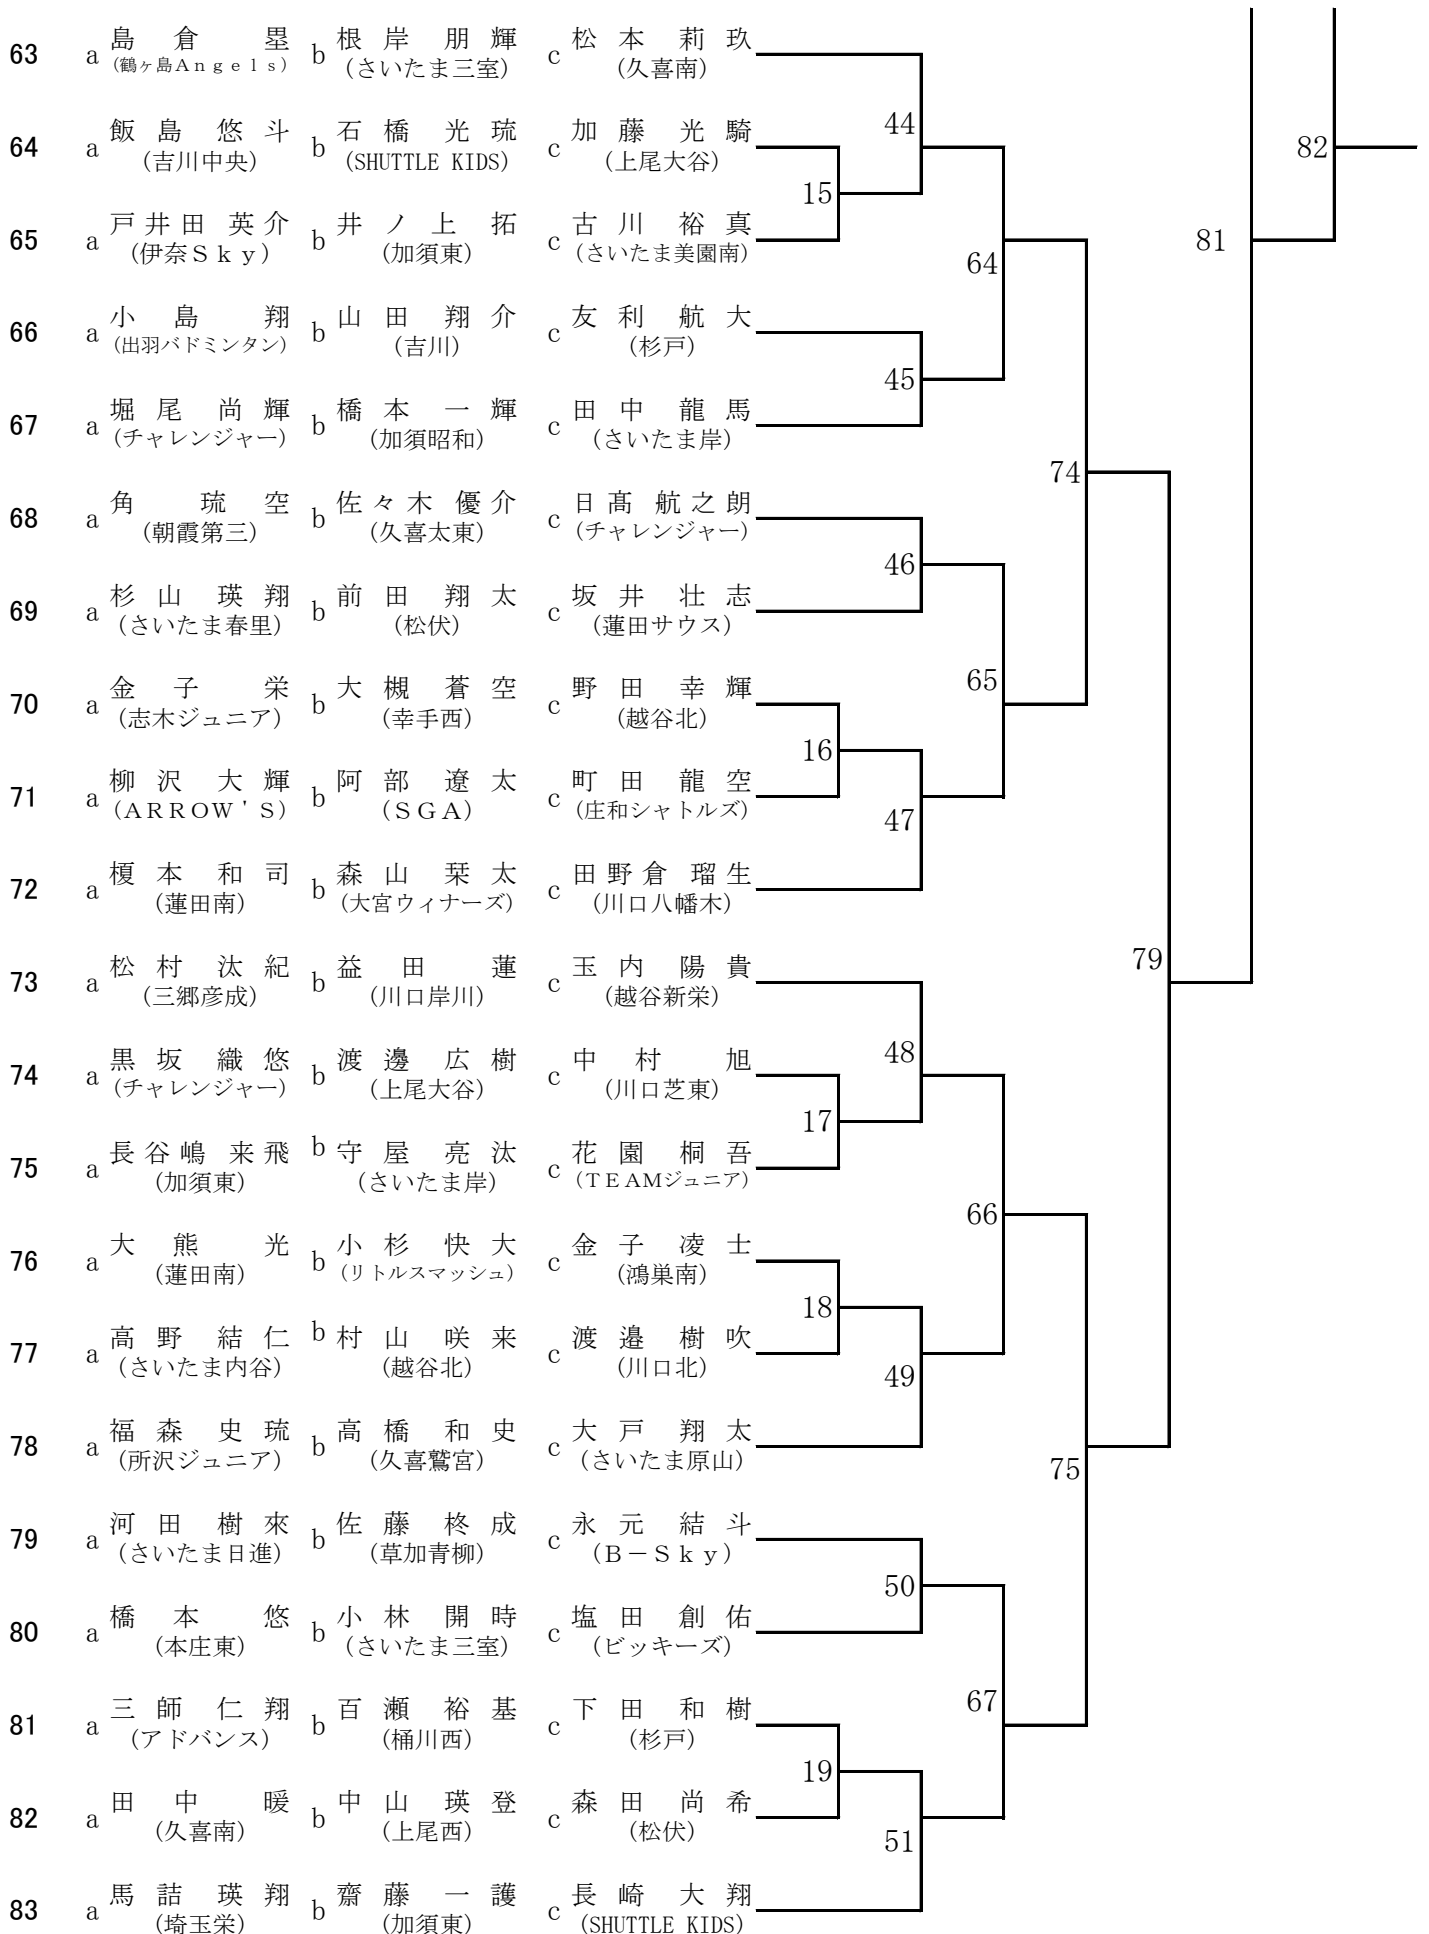 63 a 島倉 塁 b 根岸 朋輝 c 松本 莉玖
(鶴ヶ島Ａｎｇｅｌｓ) (さいたま三室) (久喜南)
44
64 a 飯島 悠斗 b 石橋 光琉 c 加藤 光騎 82
(吉川中央) (SHUTTLE KIDS) (上尾大谷)
15
65 a 戸井田 英介 b 井ノ上 拓 c 古川 裕真 81
(伊奈Ｓｋｙ) (加須東) (さいたま美園南)
64
66 a 小島 翔 b 山田 翔介 c 友利 航大
(出羽バドミンタン) (吉川) (杉戸)
45
67 a 堀尾 尚輝 b 橋本 一輝 c 田中 龍馬
(チャレンジャー) (加須昭和) (さいたま岸)
74
68 a 角 琉空 b 佐々木 優介 c 日髙 航之朗
(朝霞第三) (久喜太東) (チャレンジャー)
46
69 a 杉山 瑛翔 b 前田 翔太 c 坂井 壮志
(さいたま春里) (松伏) (蓮田サウス)
65
70 a 金子 栄 b 大槻 蒼空 c 野田 幸輝
(志木ジュニア) (幸手西) (越谷北)
16
71 a 柳沢 大輝 b 阿部 遼太 c 町田 龍空
(ＡＲＲＯＷ'Ｓ) (ＳＧＡ) (庄和シャトルズ)
47
72 a 榎本 和司 b 森山 栞太 c 田野倉 瑠生
(蓮田南) (大宮ウィナーズ) (川口八幡木)
79
73 a 松村 汰紀 b 益田 蓮 c 玉内 陽貴
(三郷彦成) (川口岸川) (越谷新栄)
48
74 a 黒坂 織悠 b 渡邊 広樹 c 中村 旭
(チャレンジャー) (上尾大谷) (川口芝東)
17
75 a 長谷嶋 来飛 b 守屋 亮汰 c 花園 桐吾
(加須東) (さいたま岸) (ＴＥＡＭジュニア)
66
76 a 大熊 光 b 小杉 快大 c 金子 凌士
(蓮田南) (リトルスマッシュ) (鴻巣南)
18
77 a 高野 結仁 b 村山 咲来 c 渡邉 樹吹
(さいたま内谷) (越谷北) (川口北)
49
78 a 福森 史琉 b 高橋 和史 c 大戸 翔太
(所沢ジュニア) (久喜鷲宮) (さいたま原山)
75
79 a 河田 樹來 b 佐藤 柊成 c 永元 結斗
(さいたま日進) (草加青柳) (Ｂ－Ｓｋｙ)
50
80 a 橋本 悠 b 小林 開時 c 塩田 創佑
(本庄東) (さいたま三室) (ビッキーズ)
67
81 a 三師 仁翔 b 百瀬 裕基 c 下田 和樹
(アドバンス) (桶川西) (杉戸)
19
82 a 田中 暖 b 中山 瑛登 c 森田 尚希
(久喜南) (上尾西) (松伏)
51
83 a 馬詰 瑛翔 b 齋藤 一護 c 長崎 大翔
(埼玉栄) (加須東) (SHUTTLE KIDS)